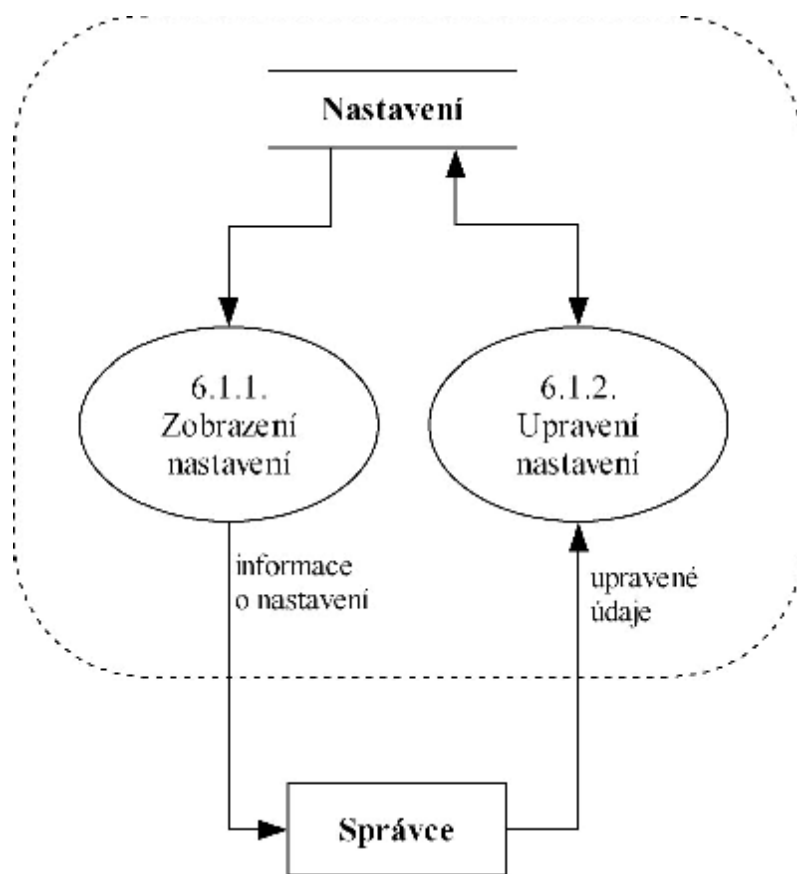 Nastavení
6.1.1.
Zobrazení
nastavení
6.1.2.
Upravení
nastavení
informace
o nastavení
upravené
údaje
Správce